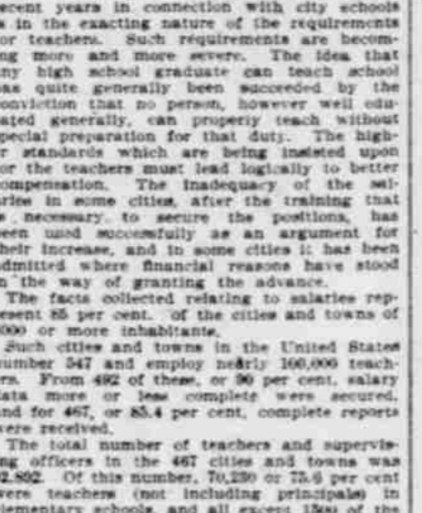 ecent years in connection with city schools
s in the exacting nature of the requirements
or teachers. Such requirements are becom-
ng more and more severe. The idea that
ny high school graduate can teach school
as quite generally been succeeded by the
onviction that no person, however well edu-
ated generally, can properly teach without
pecial preparation for that duty. The high-
r standards which are being insisted upon
or the teachers must lead logically to better
ompensation. The inadequacy of the sal-
aries in some cities, after the training that
s necessary to secure the positions, has
een used successfully as an argument for
heir increase, and in some cities it has been
dmitted where financial reasons have stood
n the way of granting the advance.
The facts collected relating to salaries rep-
esent 85 per cent. of the cities and towns of
000 or more inhabitants.
Such cities and towns in the United States
umber 547 and employ nearly 100,000 teach-
ers. From 492 of these, or 90 per cent, salary
data more or less complete were secured,
nd for 467, or 85.4 per cent, complete reports
were received.
The total number of teachers and supervis-
ng officers in the 467 cities and towns was
2,892. Of this number, 70,230 or 75.6 per cent
were teachers (not including principals) in
lementary schools, and all except of the